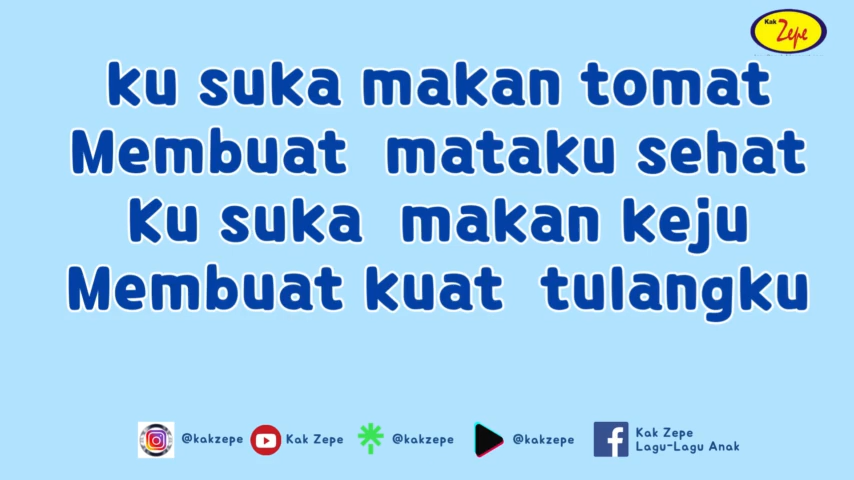 Kak Zepe
ku suka makan tomat
Membuat mataku sehat
Ku suka makan keju
Membuat kuat tulangku
@kakzepe
Kak Zepe
@kakzepe
@kakzepe
Kak Zepe
Lagu-Lagu Anak